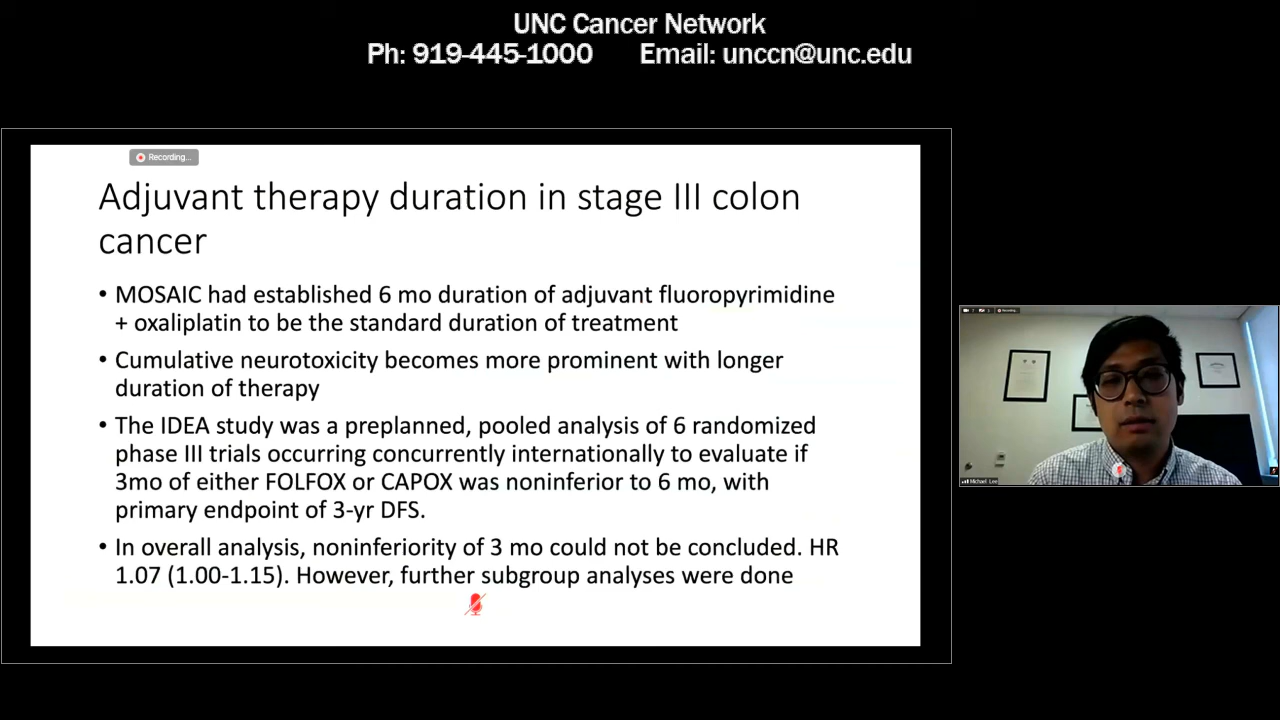 UNC Cancer Network
Ph: 919-445-1000 Email: unccn@unc.edu
Recording...
Adjuvant therapy duration in stage III colon
cancer
• MOSAIC had established 6 mo duration of adjuvant fluoropyrimidine
+ oxaliplatin to be the standard duration of treatment
• Cumulative neurotoxicity becomes more prominent with longer
duration of therapy
• The IDEA study was a preplanned, pooled analysis of 6 randomized
phase III trials occurring concurrently internationally to evaluate if
3mo of either FOLFOX or CAPOX was noninferior to 6 mo, with
primary endpoint of 3-yr DFS.
• In overall analysis, noninferiority of 3 mo could not be concluded. HR
1.07 (1.00-1.15). However, further subgroup analyses were done
Michael Lee